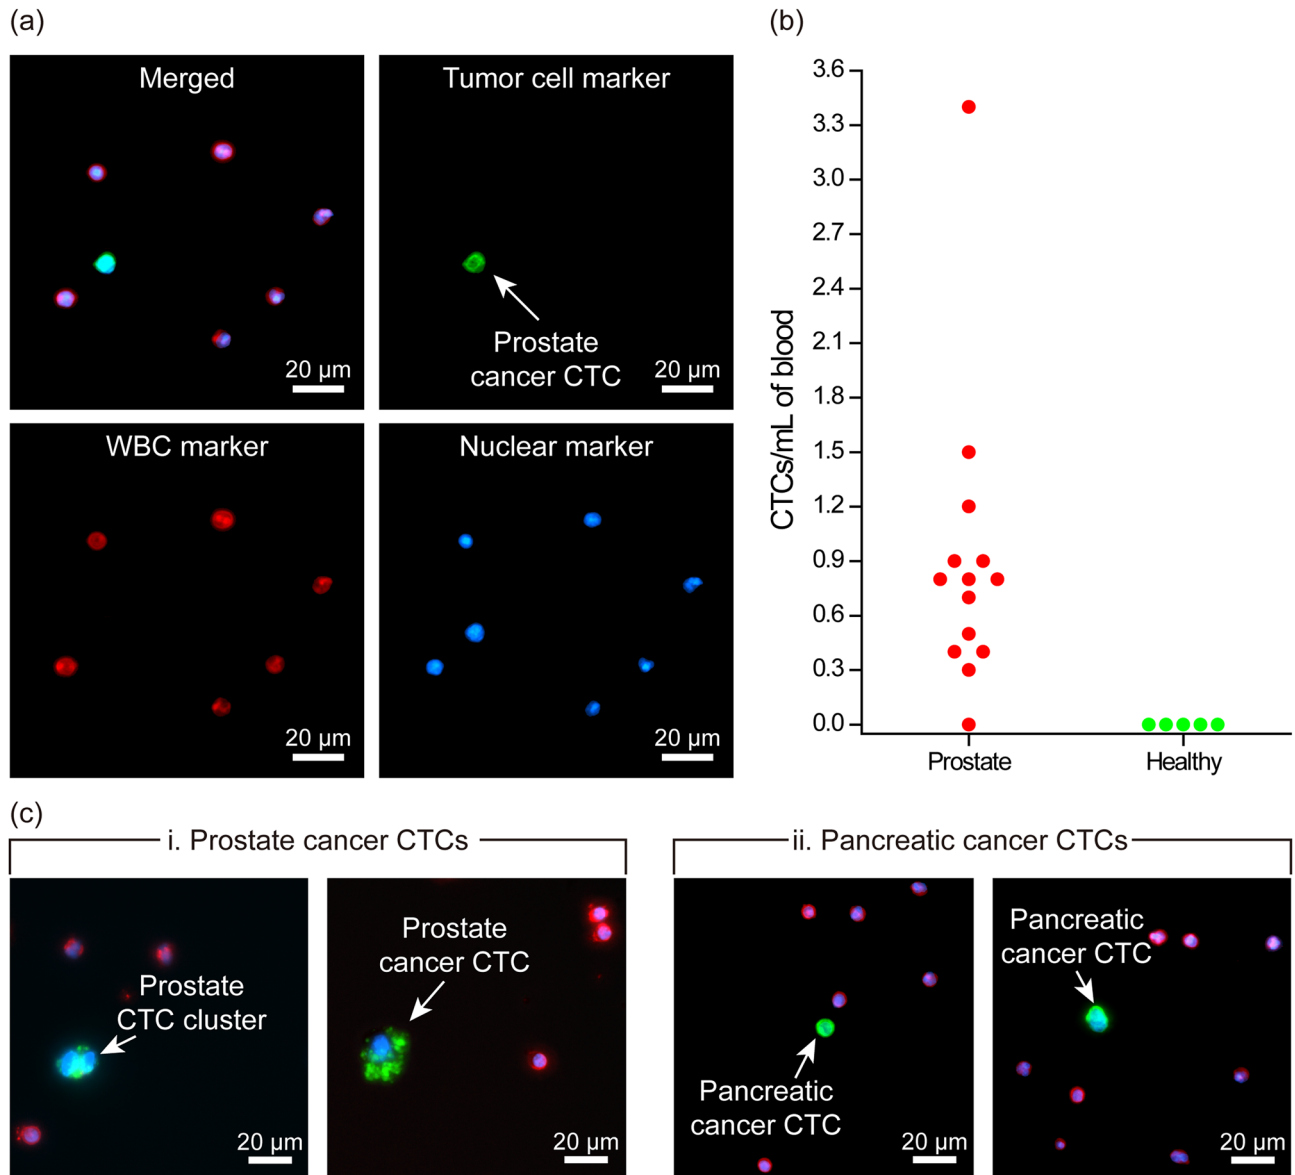 (a)
Merged
20 µm
Tumor cell marker
Prostate
cancer CTC
20 µm
WBC marker
20 µm
Nuclear marker
20 µm
(b)
CTCs/mL of blood
3.6
3.3
3.0
2.7
2.4
2.1
1.8
1.5
1.2
0.9
0.6
0.3
0.0
Prostate
Healthy
(c)
i. Prostate cancer CTCs
Prostate
CTC cluster
20 µm
Prostate
cancer CTC
20 µm
ii. Pancreatic cancer CTCs
Pancreatic
cancer CTC
20 µm
Pancreatic
cancer CTC
20 µm